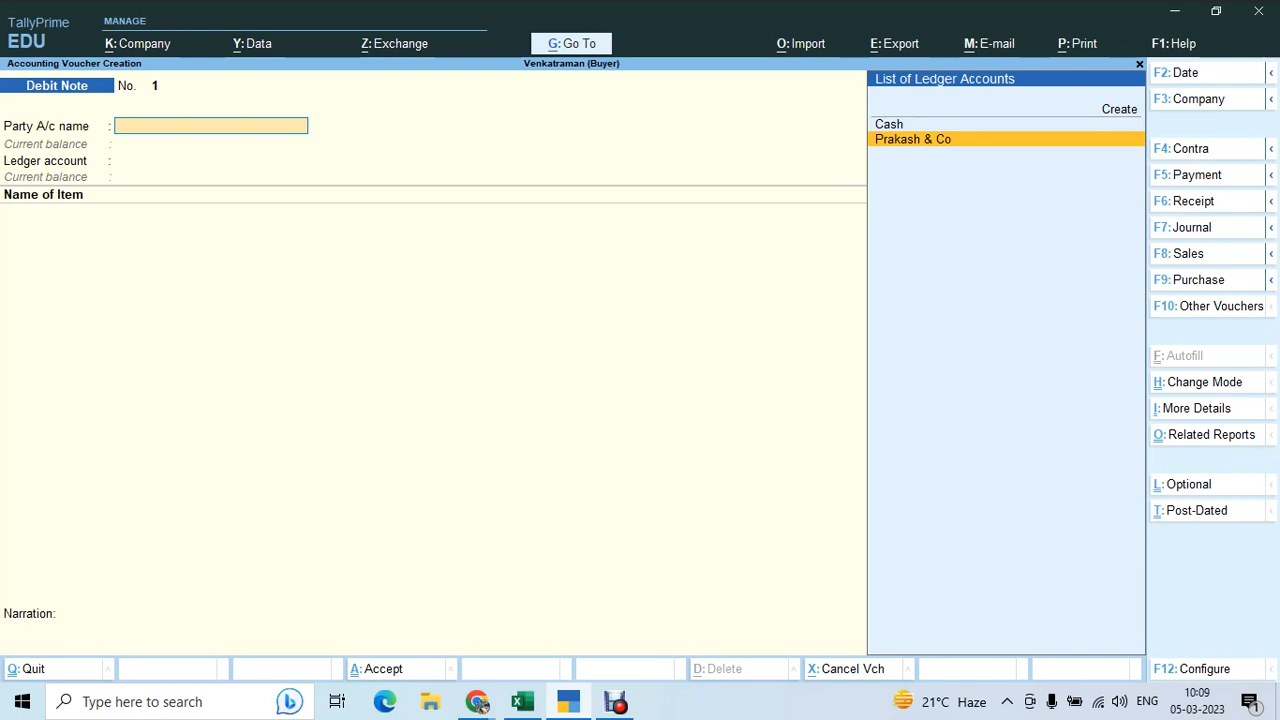 TallyPrime
EDU
MANAGE
K: Company
Y: Data
Z: Exchange
G: Go To
O: Import
E: Export
M: E-mail
P: Print
F1: Help
Accounting Voucher Creation
Venkatraman (Buyer)
Debit Note No. 1
Party A/c name :
Current balance :
Ledger account :
Current balance :
Name of Item
Narration:
List of Ledger Accounts
Create
Cash
Prakash & Co
F2: Date
F3: Company
F4: Contra
F5: Payment
F6: Receipt
F7: Journal
F8: Sales
F9: Purchase
F10: Other Vouchers
F: Autofill
H: Change Mode
I: More Details
O: Related Reports
L: Optional
T: Post-Dated
Q: Quit
A: Accept
D: Delete
X: Cancel Vch
F12: Configure
Type here to search
21°C Haze
ENG
10:09
05-03-2023
1